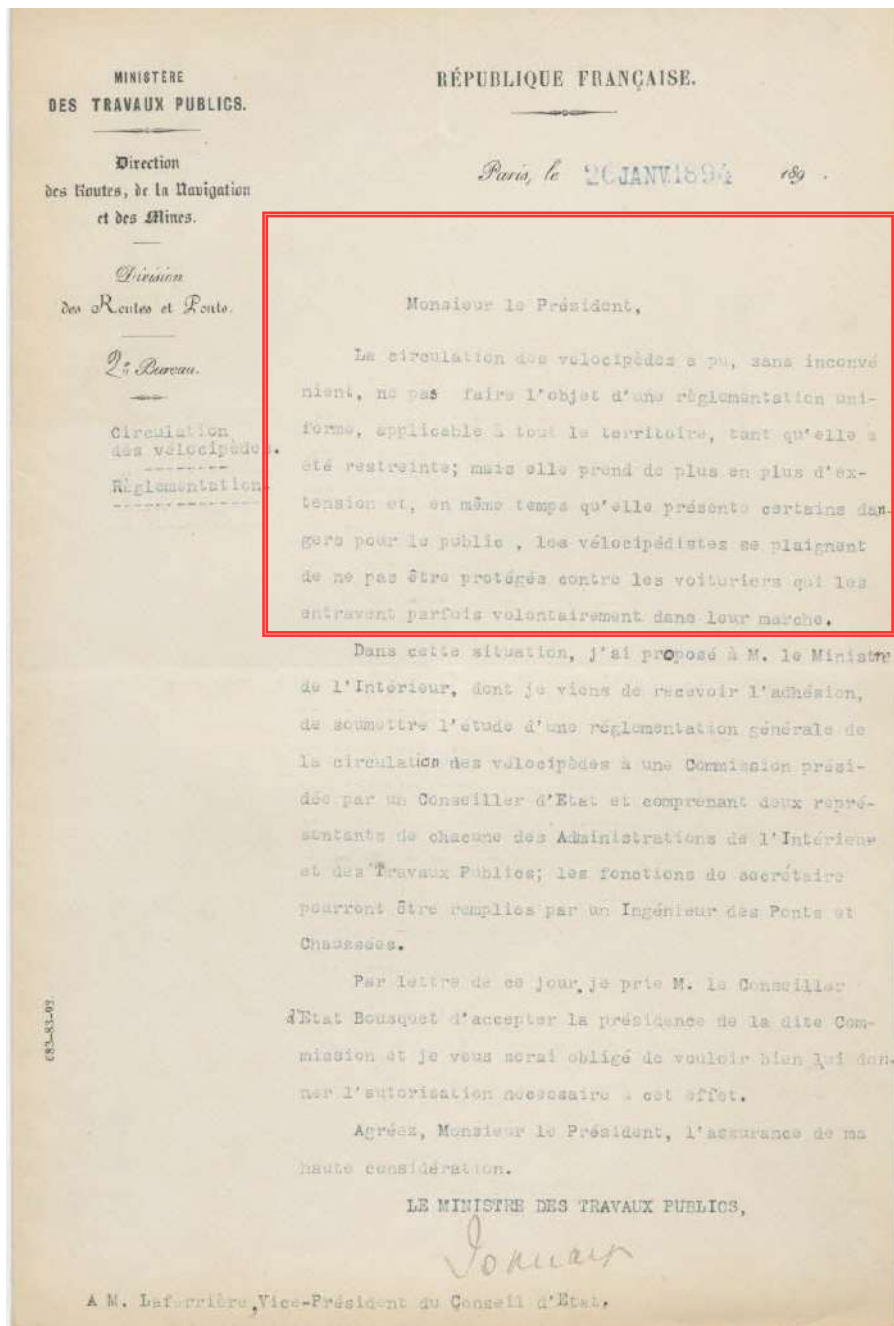 MINISTÈRE
DES TRAVAUX PUBLICS.
Direction
des Routes, de la Navigation
et des Mines.
Division
des Routes et Ponts.
2e Bureau.
Circulation
des vélocipèdes.
Règlementation.
RÉPUBLIQUE FRANÇAISE.
Paris, le 26 JANV. 1894 189 .
Monsieur le Président,
La circulation des vélocipèdes a pu, sans inconvé
nient, ne pas faire l'objet d'une règlementation uni-
forme, applicable à tout le territoire, tant qu'elle a
été restreinte; mais elle prend de plus en plus d'ex-
tension et, en même temps qu'elle présente certains dan-
gers pour le public , les vélocipédistes se plaignent
de ne pas être protégés contre les voituriers qui les
entravent parfois volontairement dans leur marche.
Dans cette situation, j'ai proposé à M. le Ministre
de l'Intérieur, dont je viens de recevoir l'adhésion,
de soumettre l'étude d'une réglementation générale de
la circulation des vélocipèdes à une Commission prési-
dée par un Conseiller d'Etat et comprenant deux repré-
sentants de chacune des Administrations de l'Intérieur
et des Travaux Publics; les fonctions de secrétaire
pourront être remplies par un Ingénieur des Ponts et
Chaussées.
Par lettre de ce jour, je prie M. le Conseiller
d'Etat Bousquet d'accepter la présidence de la dite Com-
mission et je vous serai obligé de vouloir bien lui don-
ner l'autorisation nécessaire à cet effet.
Agréez, Monsieur le Président, l'assurance de ma
haute considération.
LE MINISTRE DES TRAVAUX PUBLICS,
Jonnart
A M. Laferrière, Vice-Président du Conseil d'Etat.
683-83-93.